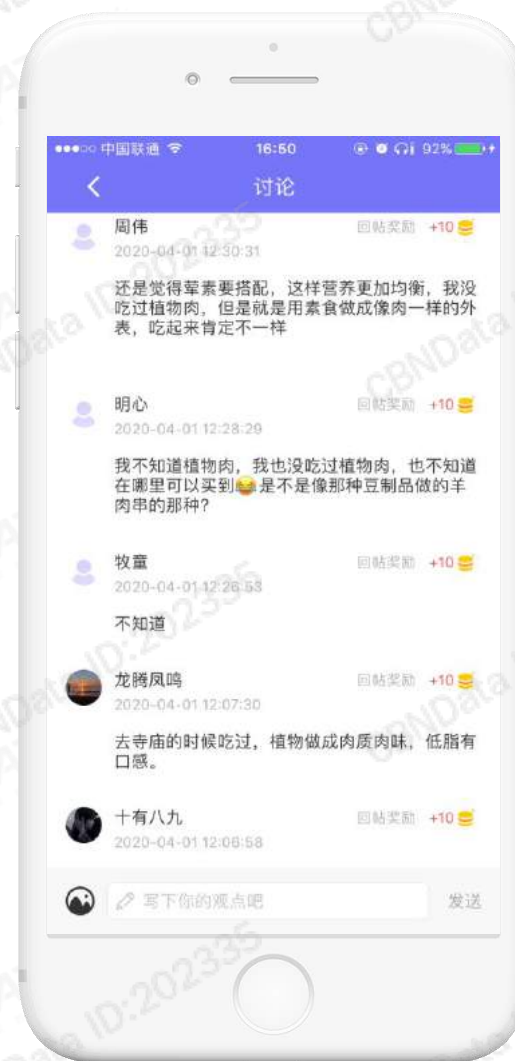 中国联通 16:50 92%
讨论
周伟 回帖奖励 +10
2020-04-01 12:30:31
还是觉得荤素要搭配，这样营养更加均衡，我没
吃过植物肉，但是就是用素食做成像肉一样的外
表，吃起来肯定不一样
明心 回帖奖励 +10
2020-04-01 12:28:29
我不知道植物肉，我也没吃过植物肉，也不知道
在哪里可以买到😂是不是像那种豆制品做的羊
肉串的那种？
牧童 回帖奖励 +10
2020-04-01 12:26:53
不知道
龙腾凤鸣 回帖奖励 +10
2020-04-01 12:07:30
去寺庙的时候吃过，植物做成肉质肉味，低脂有
口感。
十有八九 回帖奖励 +10
2020-04-01 12:06:58
写下你的观点吧 发送
CBNData ID:202335